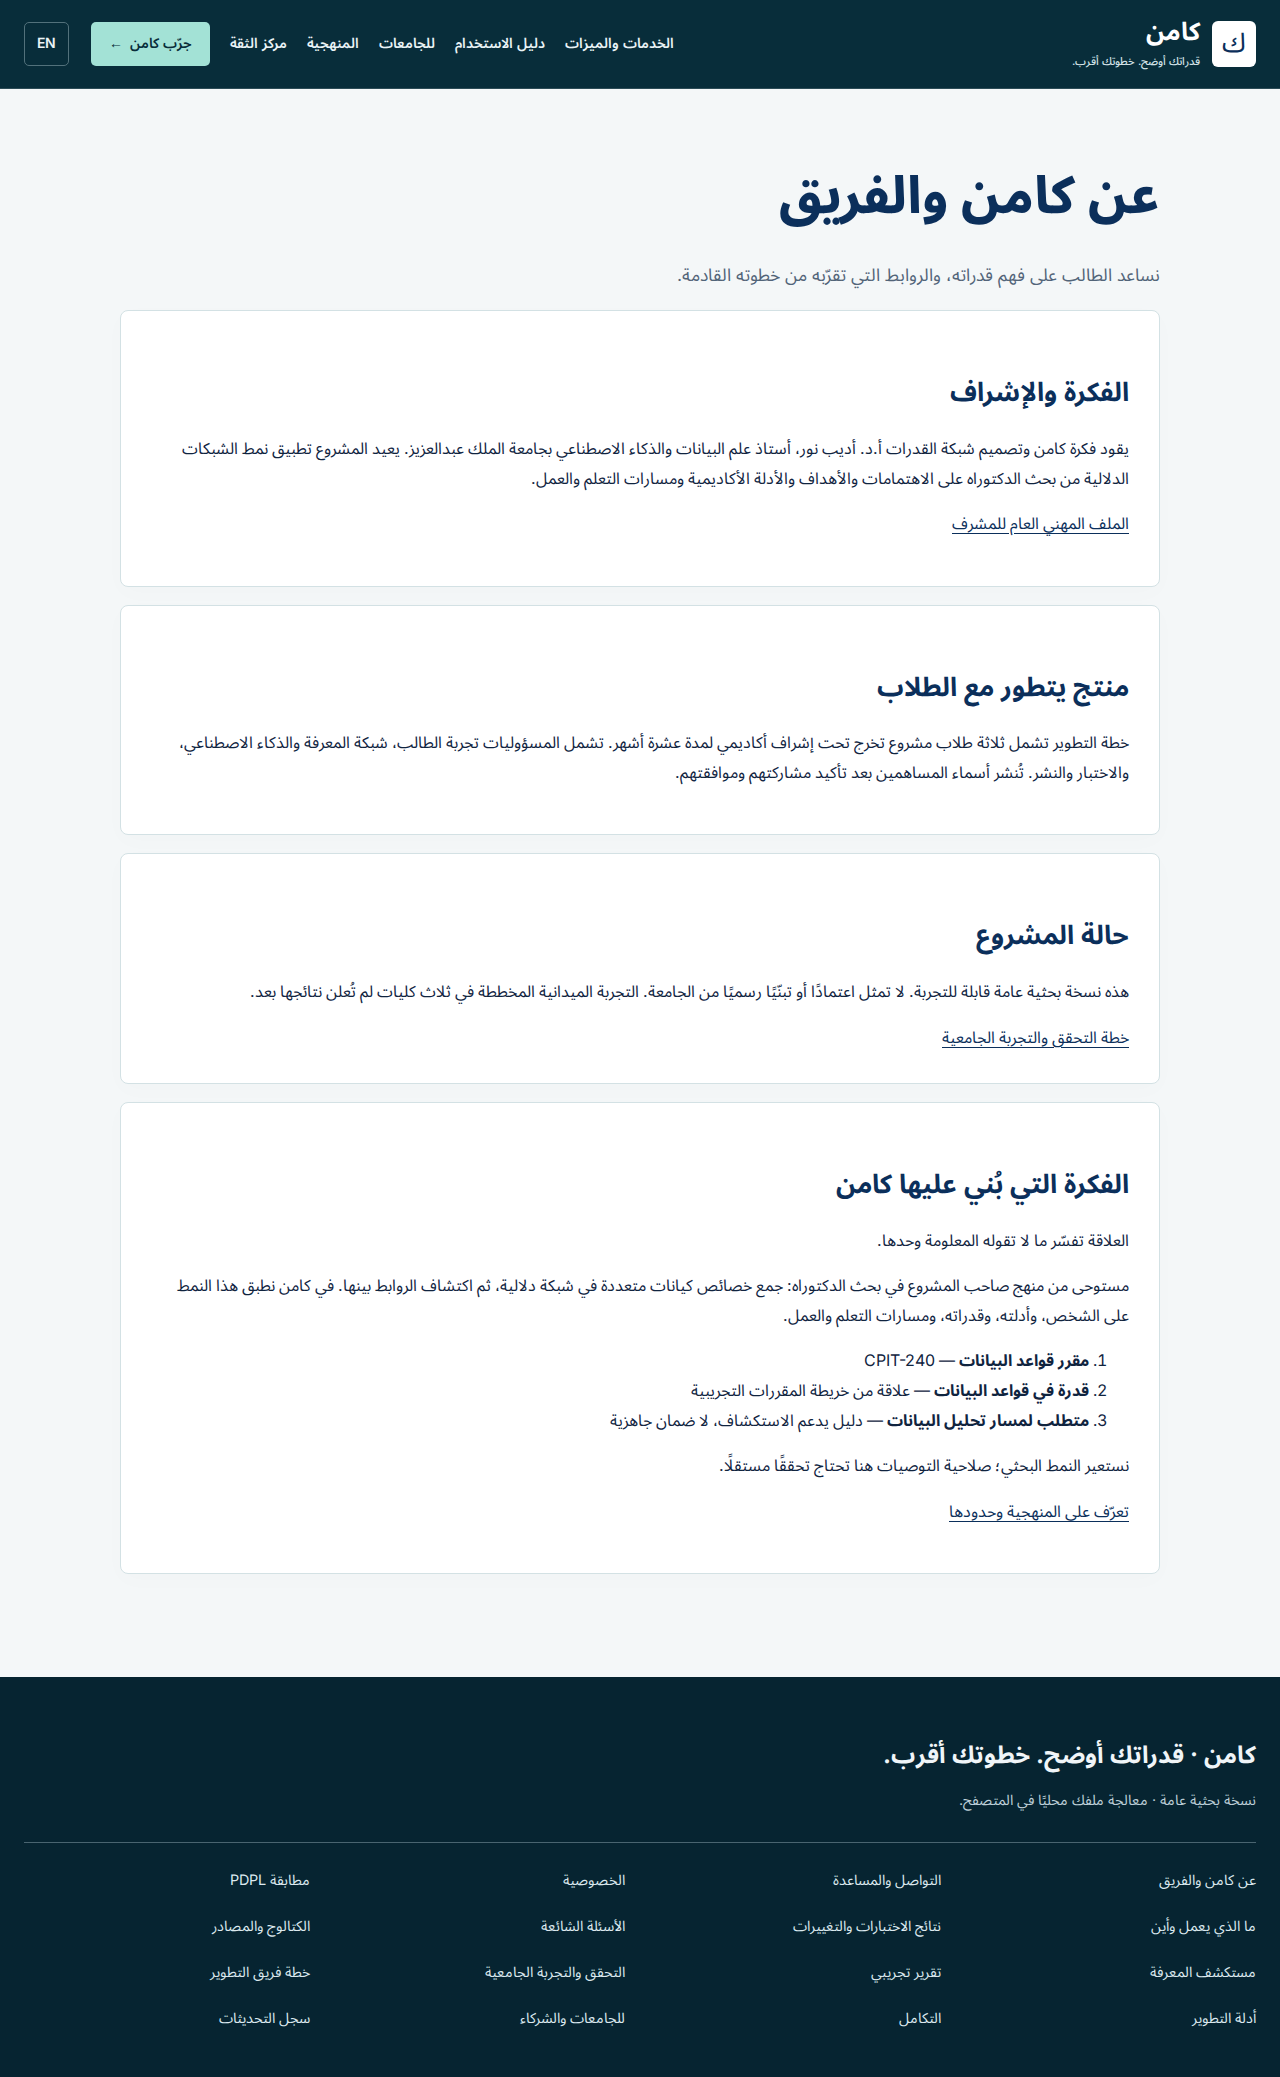 ك
كامن
قدراتك أوضح. خطوتك أقرب.
الخدمات والميزات
دليل الاستخدام
للجامعات
المنهجية
مركز الثقة
جرّب كامن ←
EN
عن كامن والفريق
نساعد الطالب على فهم قدراته، والروابط التي تقرّبه من خطوته القادمة.
الفكرة والإشراف
يقود فكرة كامن وتصميم شبكة القدرات أ.د. أديب نور، أستاذ علم البيانات والذكاء الاصطناعي بجامعة الملك عبدالعزيز. يعيد المشروع تطبيق نمط الشبكات
الدلالية من بحث الدكتوراه على الاهتمامات والأهداف والأدلة الأكاديمية ومسارات التعلم والعمل.
الملف المهني العام للمشرف
منتج يتطور مع الطلاب
خطة التطوير تشمل ثلاثة طلاب مشروع تخرج تحت إشراف أكاديمي لمدة عشرة أشهر. تشمل المسؤوليات تجربة الطالب، شبكة المعرفة والذكاء الاصطناعي،
والاختبار والنشر. تُنشر أسماء المساهمين بعد تأكيد مشاركتهم وموافقتهم.
حالة المشروع
هذه نسخة بحثية عامة قابلة للتجربة. لا تمثل اعتمادًا أو تبنّيًا رسميًا من الجامعة. التجربة الميدانية المخططة في ثلاث كليات لم تُعلن نتائجها بعد.
خطة التحقق والتجربة الجامعية
الفكرة التي بُني عليها كامن
العلاقة تفسّر ما لا تقوله المعلومة وحدها.
مستوحى من منهج صاحب المشروع في بحث الدكتوراه: جمع خصائص كيانات متعددة في شبكة دلالية، ثم اكتشاف الروابط بينها. في كامن نطبق هذا النمط
على الشخص، وأدلته، وقدراته، ومسارات التعلم والعمل.
1. مقرر قواعد البيانات — CPIT-240
2. قدرة في قواعد البيانات — علاقة من خريطة المقررات التجريبية
3. متطلب لمسار تحليل البيانات — دليل يدعم الاستكشاف، لا ضمان جاهزية
نستعير النمط البحثي؛ صلاحية التوصيات هنا تحتاج تحققًا مستقلًا.
تعرّف على المنهجية وحدودها
كامن · قدراتك أوضح. خطوتك أقرب.
نسخة بحثية عامة · معالجة ملفك محليًا في المتصفح.
عن كامن والفريق
التواصل والمساعدة
الخصوصية
مطابقة PDPL
ما الذي يعمل وأين
نتائج الاختبارات والتغييرات
الأسئلة الشائعة
الكتالوج والمصادر
مستكشف المعرفة
تقرير تجريبي
التحقق والتجربة الجامعية
خطة فريق التطوير
أدلة التطوير
التكامل
للجامعات والشركاء
سجل التحديثات